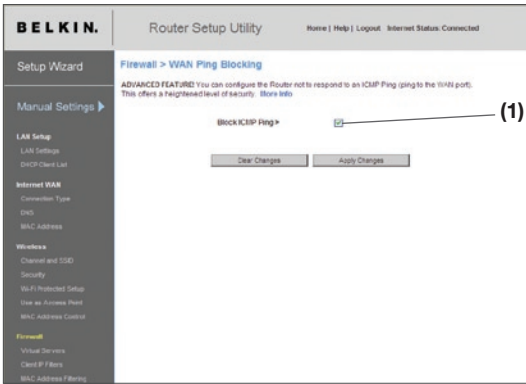 BELKIN. Router Setup Utility Home | Help | Logout Internet Status: Connected
Setup Wizard
Manual Settings
LAN Setup
LAN Settings
DHCP Client List
Internet WAN
Connection Type
DNS
MAC Address
Wireless
Channel and SSID
Security
Wi-Fi Protected Setup
Use as Access Point
MAC Address Control
Firewall
Virtual Servers
Client IP Filters
MAC Address Filtering
Firewall > WAN Ping Blocking
ADVANCED FEATURE! You can configure the Router not to respond to an ICMP Ping (ping to the WAN port).
This offers a heightened level of security. More Info
Block ICMP Ping >
(1)
Clear Changes Apply Changes